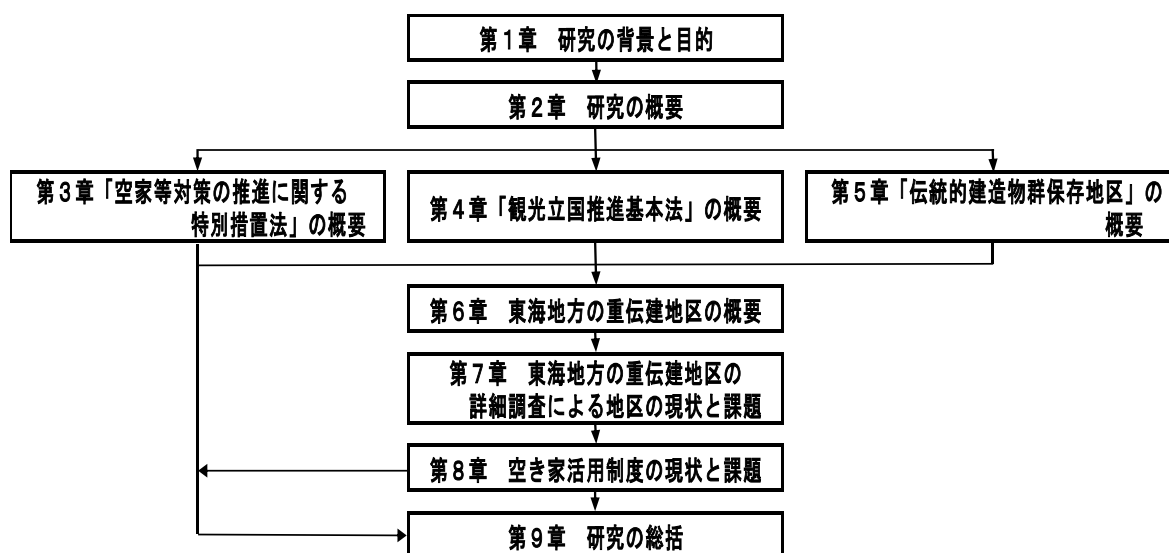 第1章　研究の背景と目的
第2章　研究の概要
第3章「空家等対策の推進に関する
特別措置法」の概要
第4章「観光立国推進基本法」の概要
第5章「伝統的建造物群保存地区」の
概要
第6章　東海地方の重伝建地区の概要
第7章　東海地方の重伝建地区の
詳細調査による地区の現状と課題
第8章　空き家活用制度の現状と課題
第9章　研究の総括